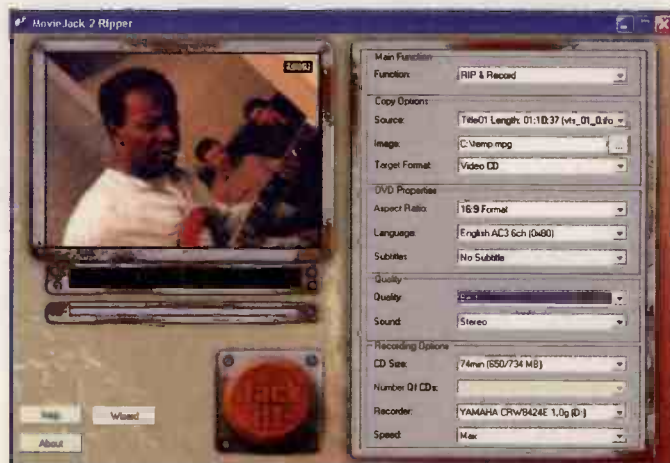 MovieJack 2 Ripper
Main Function
Function: RIP & Record
Copy Options
Source: Title01 Length: 01:10:37 (vts_01_0.ifo
Image: C:\temp.mpg ...
Target Format: Video CD
DVD Properties
Aspect Ratio: 16:9 Format
Language: English AC3 6ch (0x80)
Subtitles No Subtitle
Quality
Quality:
Sound: Stereo
Recording Options
CD Size: 74min (650/734 MB)
Number Of CDs:
Recorder: YAMAHA CRW8424E 1.0g (D:)
Speed: Max
Jack it!
Help Wizard
About